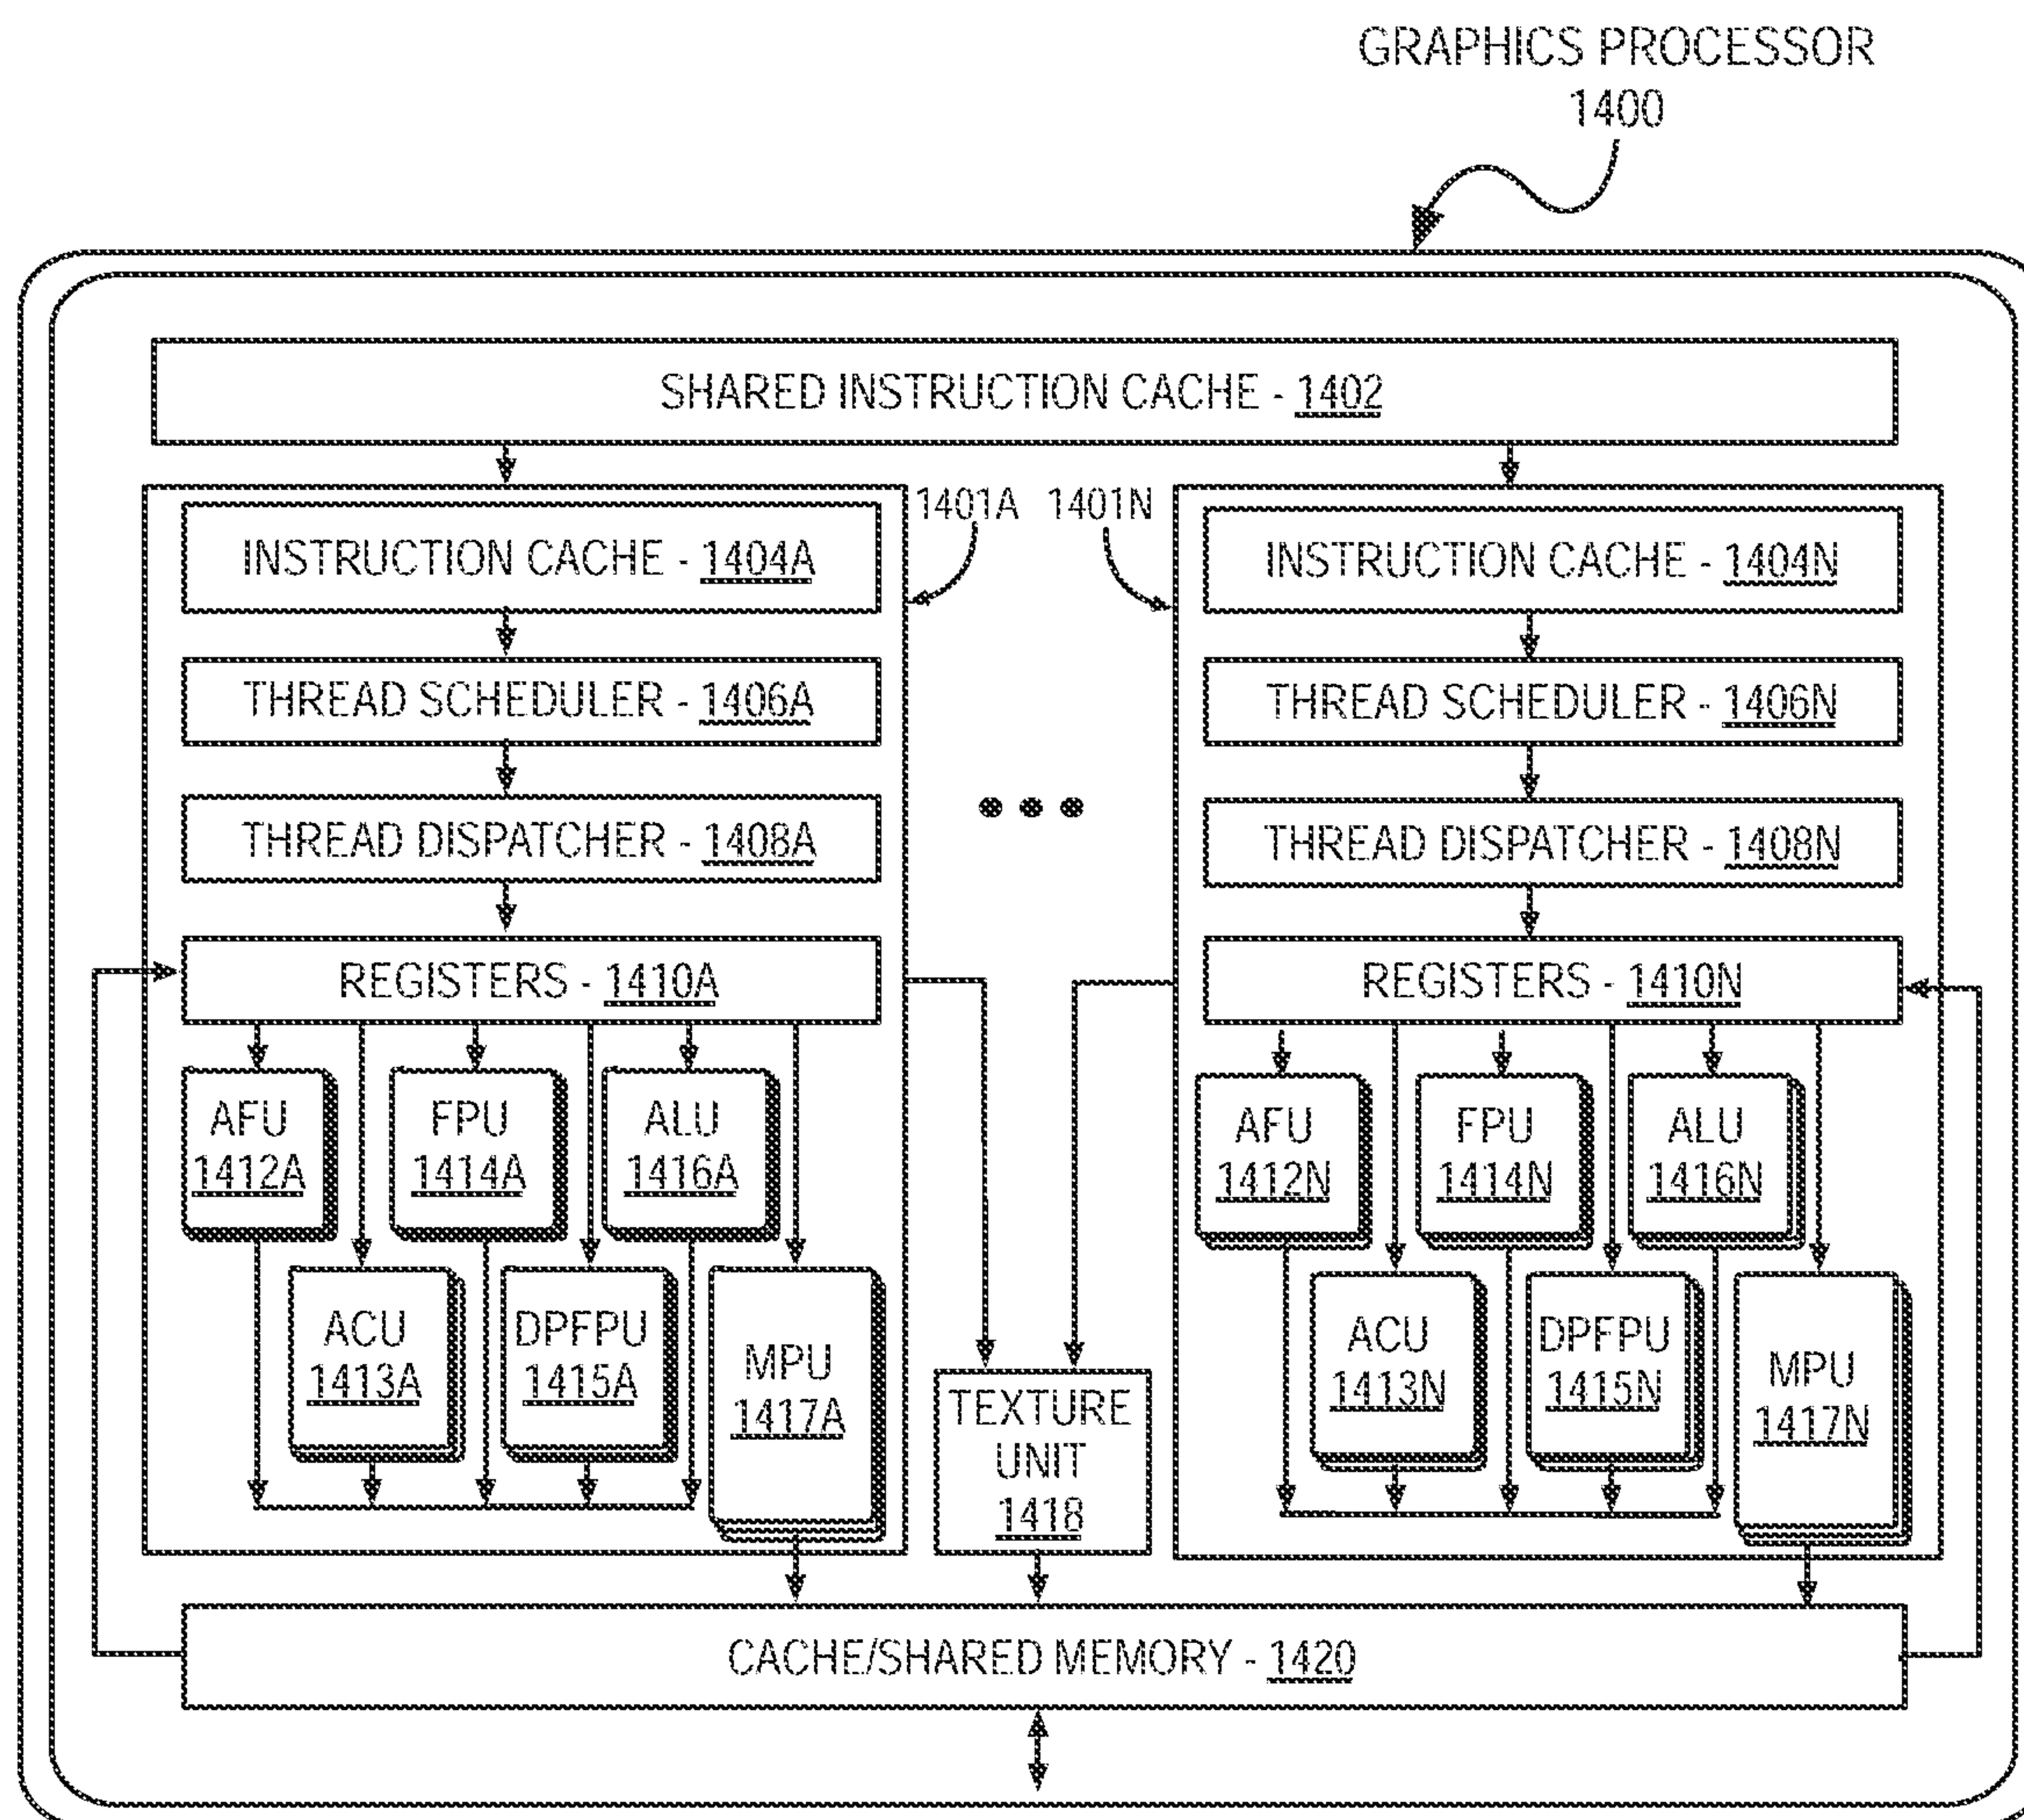 GRAPHICS PROCESSOR
1400
SHARED INSTRUCTION CACHE - 1402
1401A
1401N
INSTRUCTION CACHE - 1404A
THREAD SCHEDULER - 1406A
THREAD DISPATCHER - 1408A
REGISTERS - 1410A
AFU
1412A
FPU
1414A
ALU
1416A
ACU
1413A
DPFPU
1415A
MPU
1417A
INSTRUCTION CACHE - 1404N
THREAD SCHEDULER - 1406N
THREAD DISPATCHER - 1408N
REGISTERS - 1410N
AFU
1412N
FPU
1414N
ALU
1416N
ACU
1413N
DPFPU
1415N
MPU
1417N
TEXTURE
UNIT
1418
CACHE/SHARED MEMORY - 1420